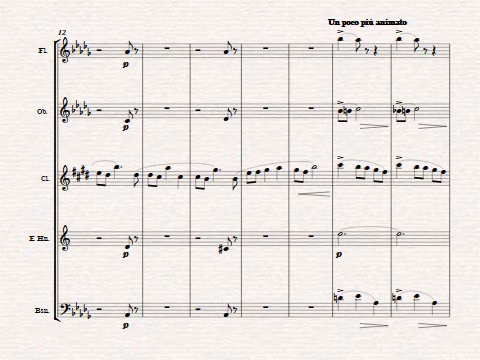 Un poco più animato
12
Fl.
p
Ob.
p
Cl.
E Hn.
p
p
Bsn.
p